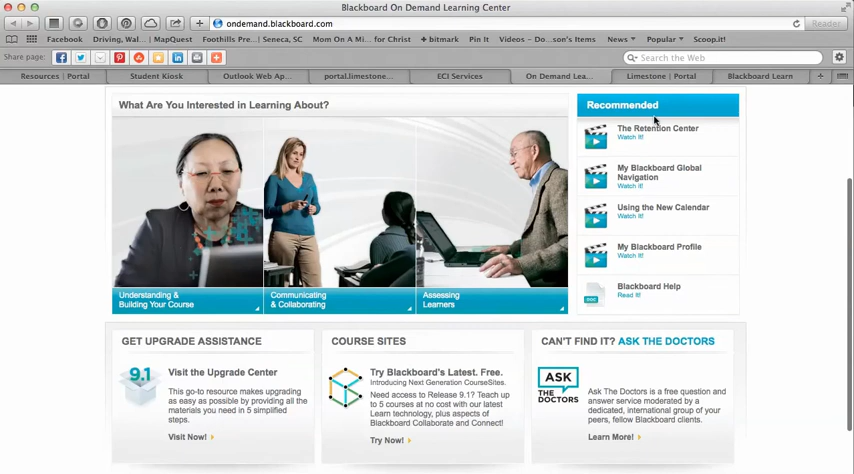 Blackboard On Demand Learning Center
ondemand.blackboard.com
Reader
Facebook Driving, Wal... | MapQuest Foothills Pre...| Seneca, SC Mom On A Mi... for Christ + bitmark Pin It Videos - Do...son's Items News Popular Scoop.it!
Share page: Search the Web
Resources | Portal Student Kiosk Outlook Web Ap... portal.limestone... ECI Services On Demand Lea... Limestone | Portal Blackboard Learn
What Are You Interested in Learning About?
Understanding &
Building Your Course
Communicating
& Collaborating
Assessing
Learners
Recommended
The Retention Center
Watch It!
My Blackboard Global
Navigation
Watch It!
Using the New Calendar
Watch It!
My Blackboard Profile
Watch It!
DOC
Blackboard Help
Read It!
GET UPGRADE ASSISTANCE
9.1
Visit the Upgrade Center
This go-to resource makes upgrading
as easy as possible by providing all the
materials you need in 5 simplified
steps.
Visit Now!
COURSE SITES
Try Blackboard's Latest. Free.
Introducing Next Generation CourseSites.
Need access to Release 9.1? Teach up
to 5 courses at no cost with our latest
Learn technology, plus aspects of
Blackboard Collaborate and Connect!
Try Now!
CAN'T FIND IT? ASK THE DOCTORS
ASK
THE DOCTORS
Ask The Doctors is a free question and
answer service moderated by a
dedicated, international group of your
peers, fellow Blackboard clients.
Learn More!